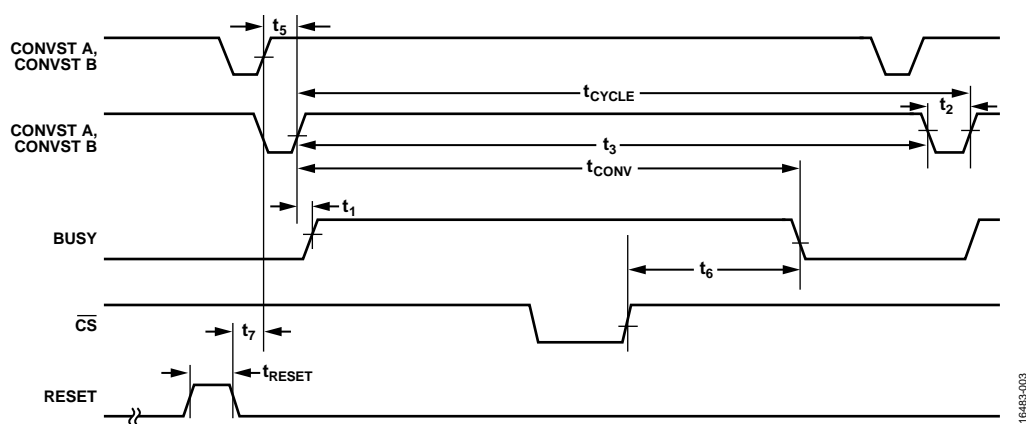 t5
CONVST A,
CONVST B
tCYCLE
t2
CONVST A,
CONVST B
t3
tCONV
t1
BUSY
t6
CS
t7
tRESET
RESET
16483-003